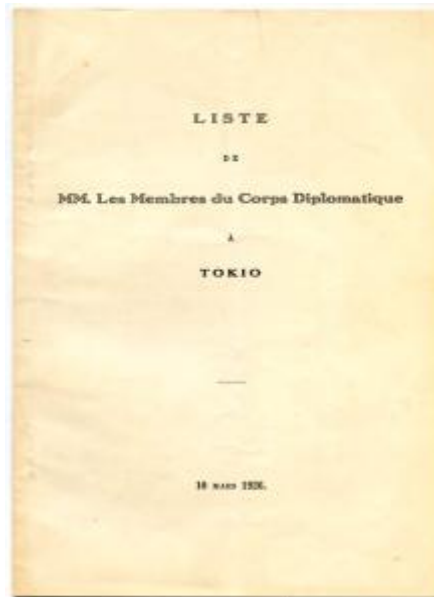 LISTE
DE
MM. Les Membres du Corps Diplomatique
À
TOKIO
10 MARS 1926.